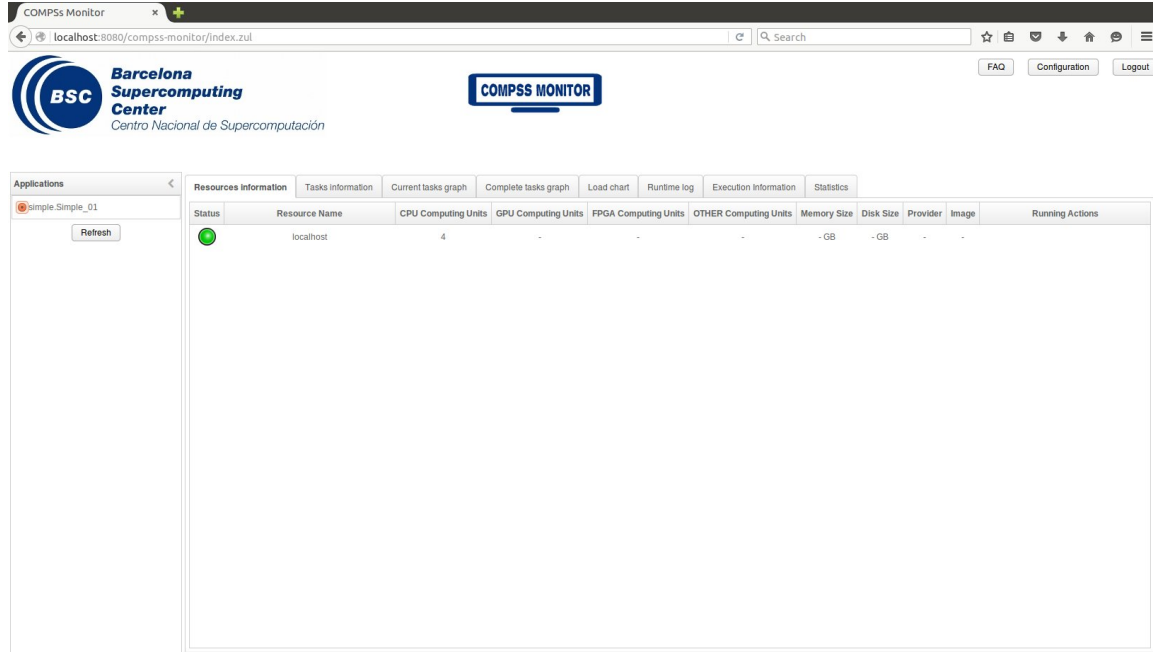 COMPSs Monitor
localhost:8080/compss-monitor/index.zul
Search
BSC
Barcelona
Supercomputing
Center
Centro Nacional de Supercomputación
COMPSS MONITOR
FAQ Configuration Logout
Applications
simple.Simple_01
Refresh
Resources information Tasks information Current tasks graph Complete tasks graph Load chart Runtime log Execution Information Statistics
Status Resource Name CPU Computing Units GPU Computing Units FPGA Computing Units OTHER Computing Units Memory Size Disk Size Provider Image Running Actions
localhost 4 - - - - GB - GB - -